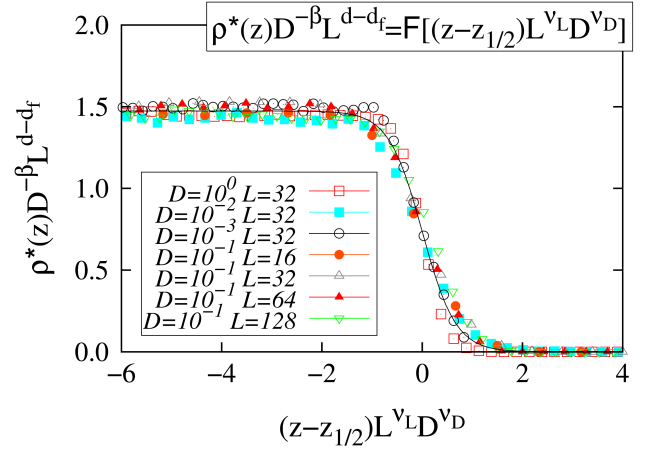 ρ*(z)D^{−β}L^{d−d_f}=F[(z−z_{1/2})L^{ν_L}D^{ν_D}]
2.0
1.5
1.0
0.5
0.0
ρ*(z)D^{−β}L^{d−d_f}
D=10^0 L=32
D=10^{−2} L=32
D=10^{−3} L=32
D=10^{−1} L=16
D=10^{−1} L=32
D=10^{−1} L=64
D=10^{−1} L=128
−6 −4 −2 0 2 4
(z−z_{1/2})L^{ν_L}D^{ν_D}